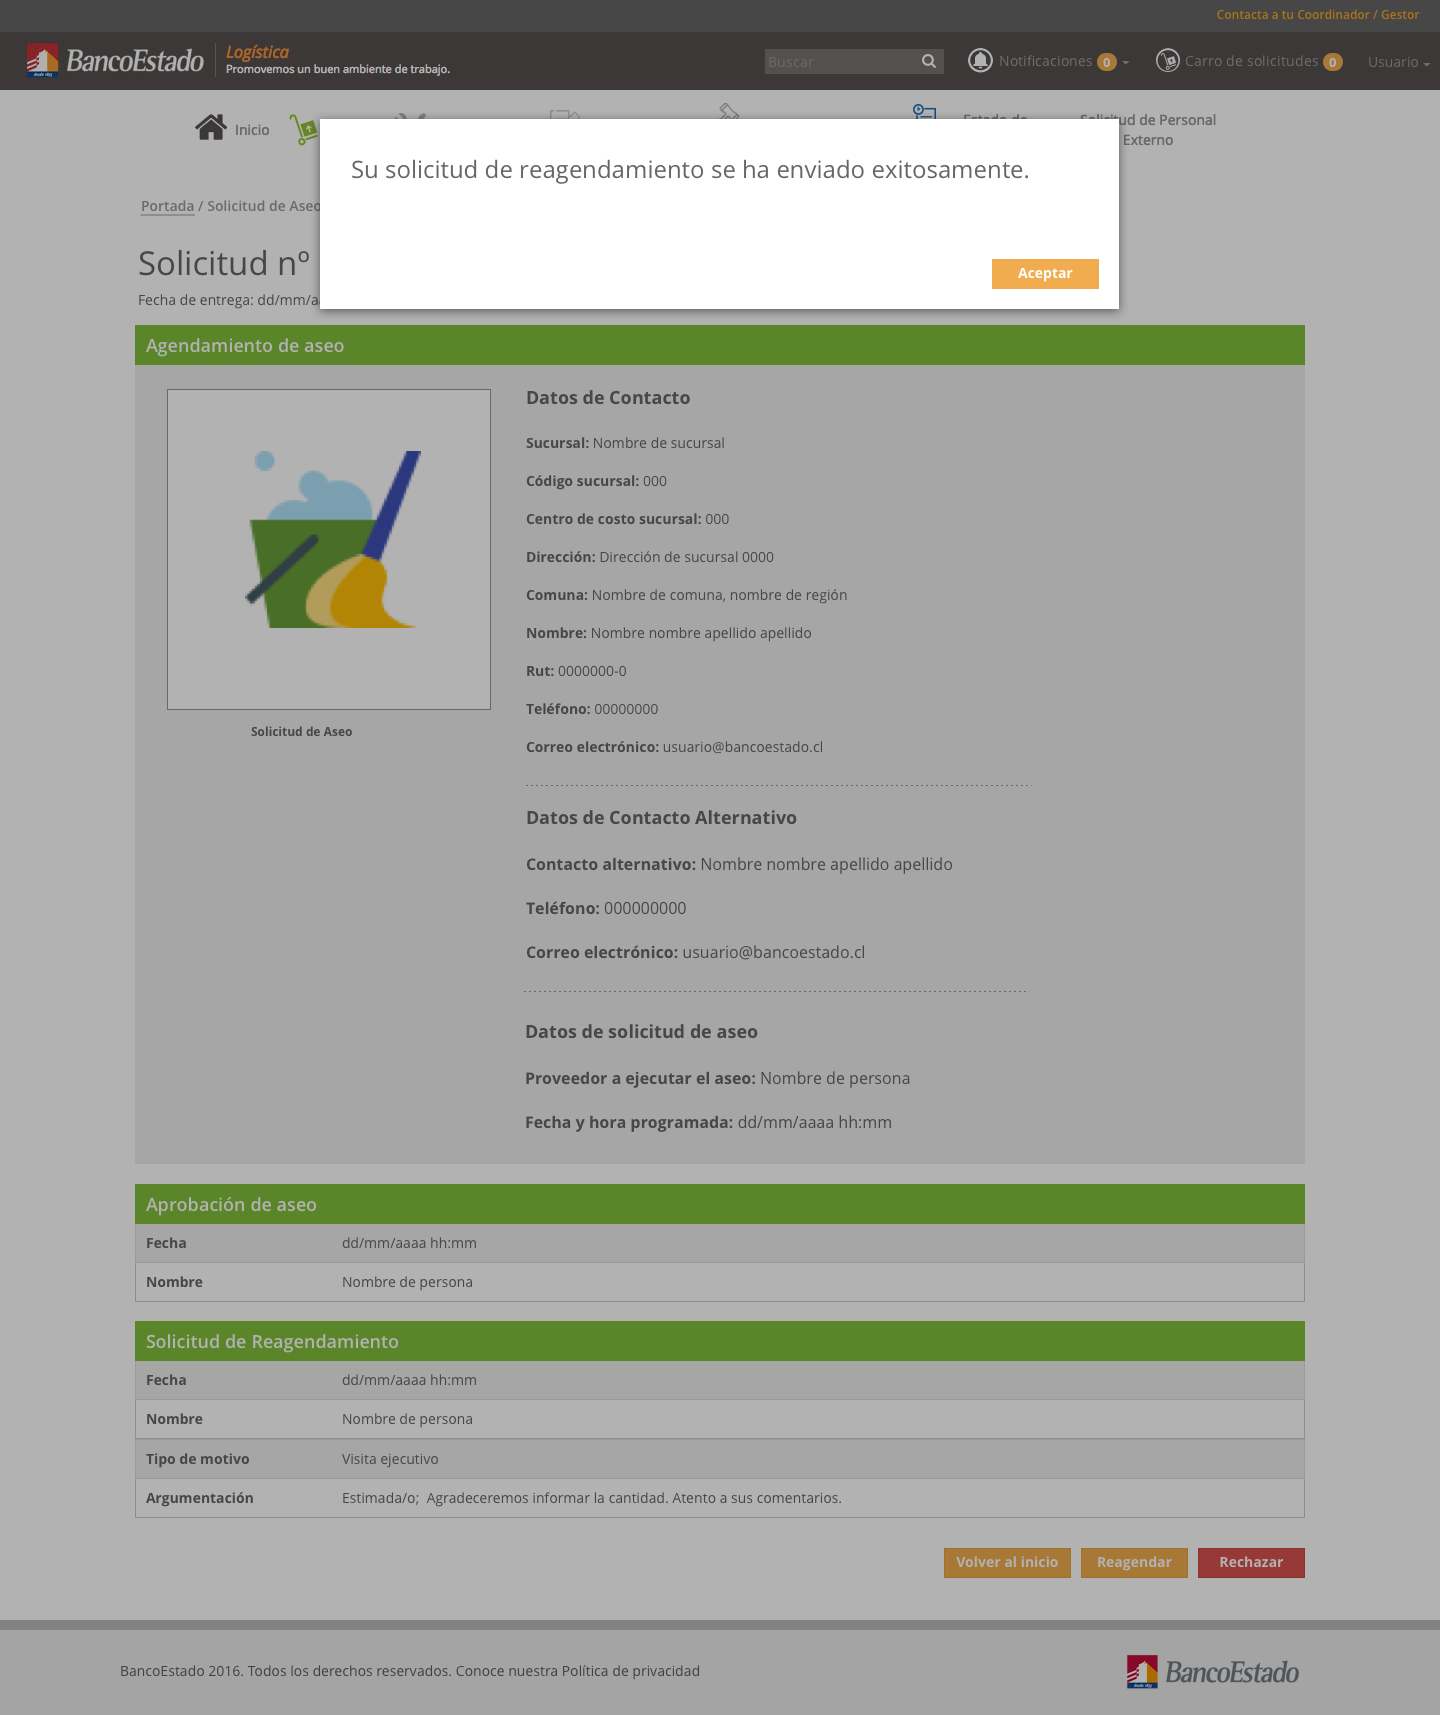 Contacta a tu Coordinador / Gestor
BancoEstado
desde 1855
Logística
Promovemos un buen ambiente de trabajo.
Buscar
Notificaciones 0
Carro de solicitudes 0
Usuario
Inicio
Estado de
Solicitud de Personal
Externo
Su solicitud de reagendamiento se ha enviado exitosamente.
Aceptar
Portada / Solicitud de Aseo
Solicitud nº
Fecha de entrega: dd/mm/a
Agendamiento de aseo
Solicitud de Aseo
Datos de Contacto
Sucursal: Nombre de sucursal
Código sucursal: 000
Centro de costo sucursal: 000
Dirección: Dirección de sucursal 0000
Comuna: Nombre de comuna, nombre de región
Nombre: Nombre nombre apellido apellido
Rut: 0000000-0
Teléfono: 00000000
Correo electrónico: usuario@bancoestado.cl
Datos de Contacto Alternativo
Contacto alternativo: Nombre nombre apellido apellido
Teléfono: 000000000
Correo electrónico: usuario@bancoestado.cl
Datos de solicitud de aseo
Proveedor a ejecutar el aseo: Nombre de persona
Fecha y hora programada: dd/mm/aaaa hh:mm
Aprobación de aseo
Fecha dd/mm/aaaa hh:mm
Nombre Nombre de persona
Solicitud de Reagendamiento
Fecha dd/mm/aaaa hh:mm
Nombre Nombre de persona
Tipo de motivo Visita ejecutivo
Argumentación Estimada/o;  Agradeceremos informar la cantidad. Atento a sus comentarios.
Volver al inicio
Reagendar
Rechazar
BancoEstado 2016. Todos los derechos reservados. Conoce nuestra Política de privacidad
BancoEstado
desde 1855